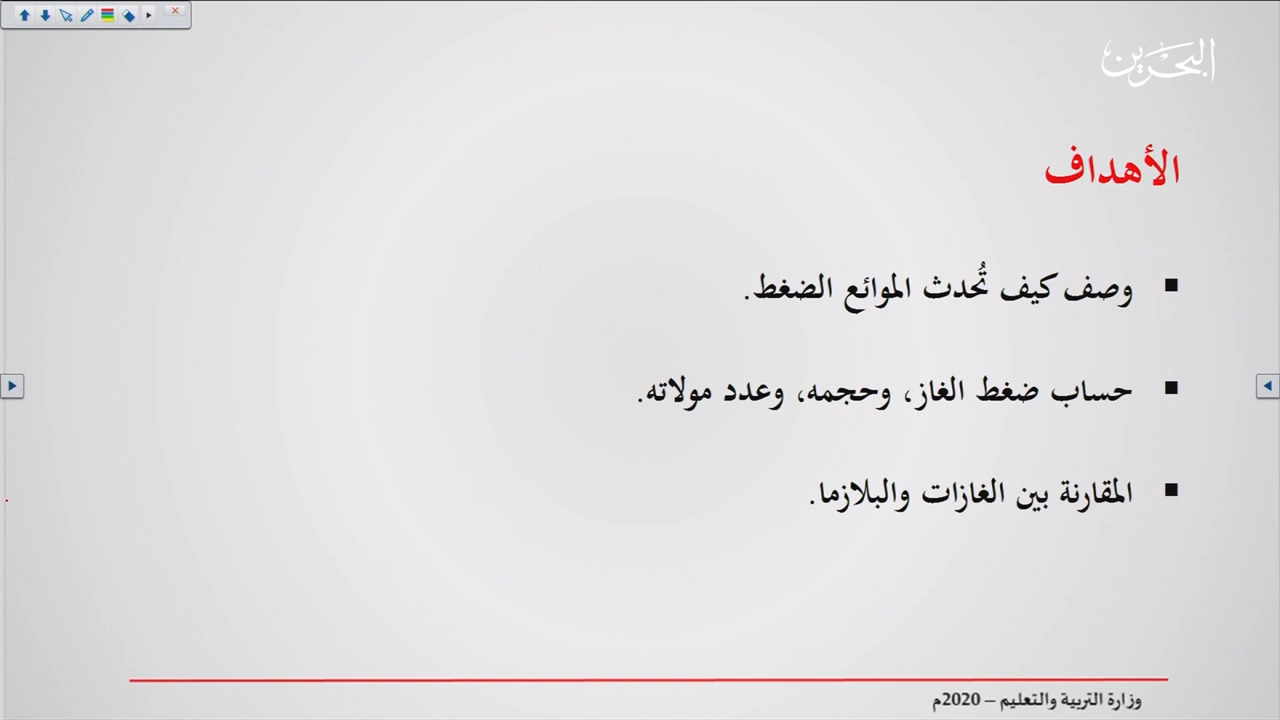 البحرين
الأهداف
▪ وصف كيف تُحدث الموائع الضغط.
▪ حساب ضغط الغاز، وحجمه، وعدد مولاته.
▪ المقارنة بين الغازات والبلازما.
وزارة التربية والتعليم – 2020م